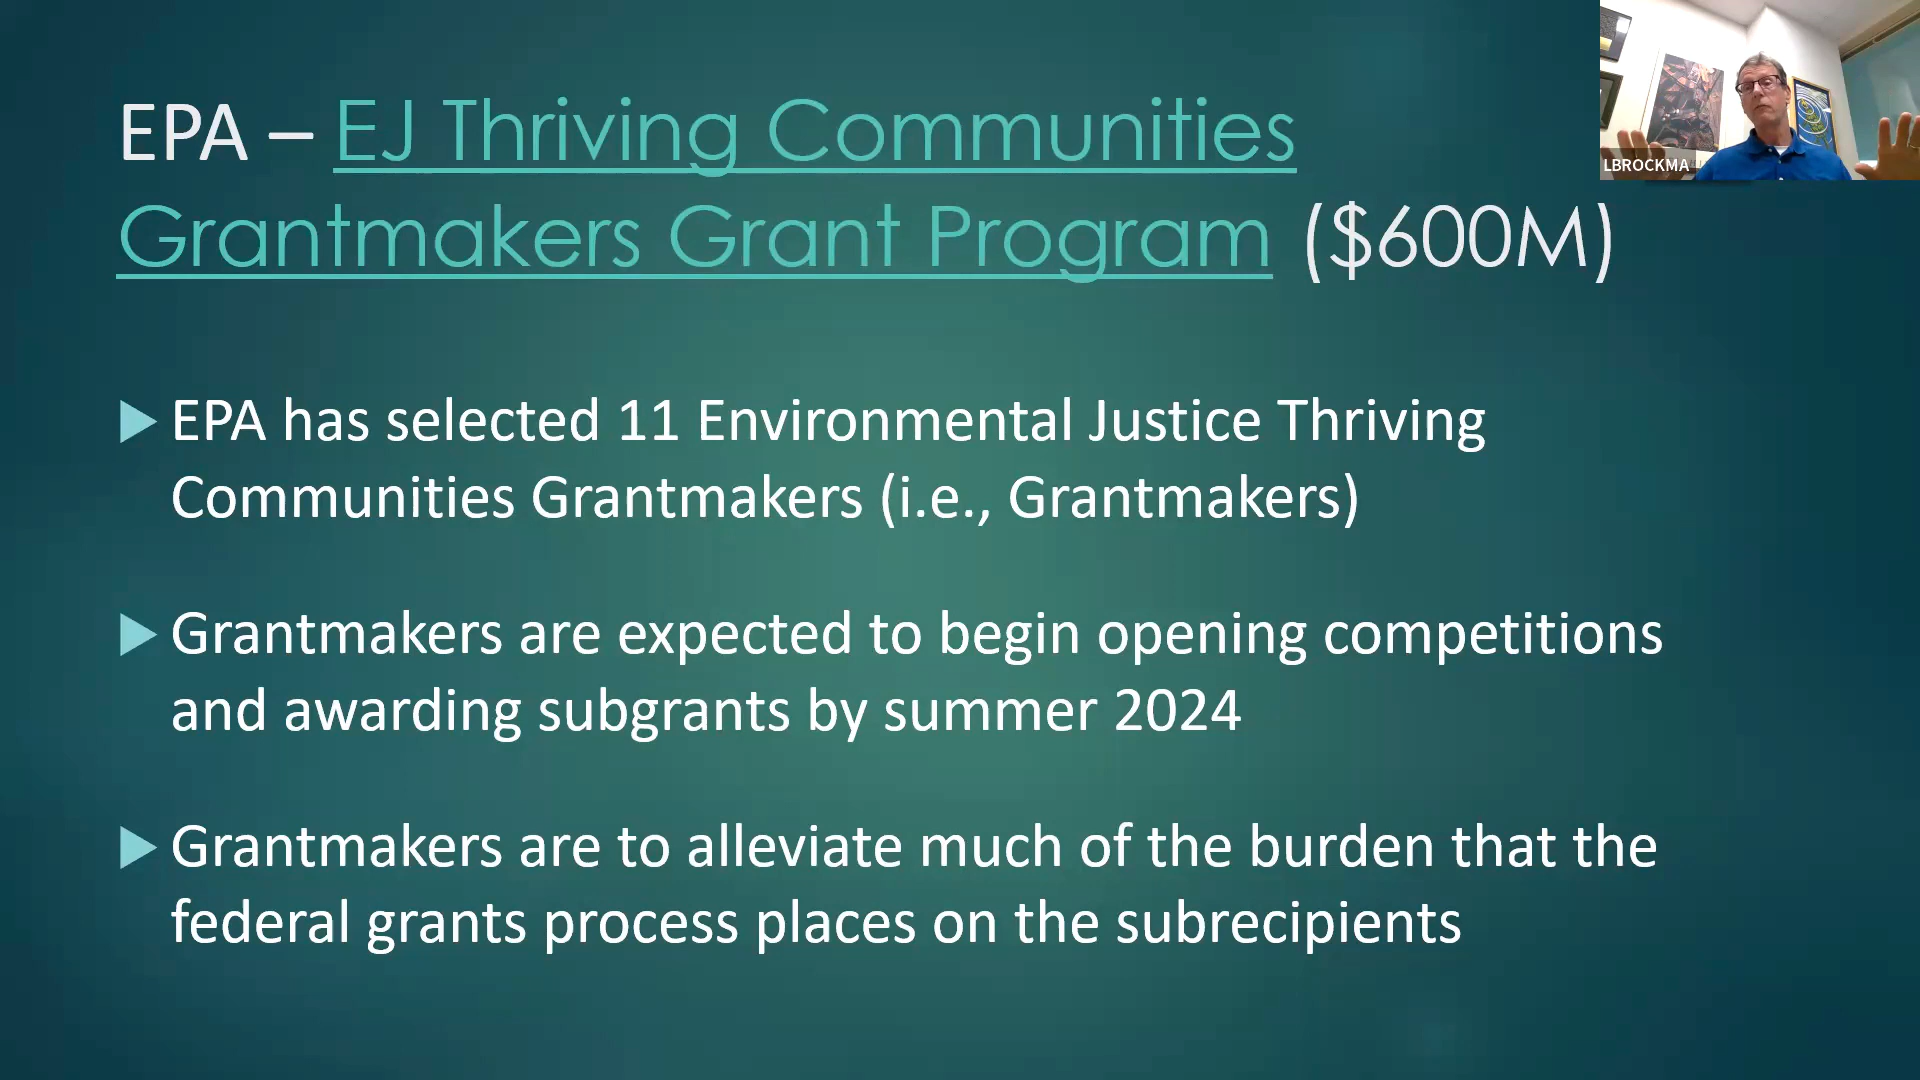 EPA – EJ Thriving Communities
Grantmakers Grant Program ($600M)
LBROCKMA
EPA has selected 11 Environmental Justice Thriving
Communities Grantmakers (i.e., Grantmakers)
Grantmakers are expected to begin opening competitions
and awarding subgrants by summer 2024
Grantmakers are to alleviate much of the burden that the
federal grants process places on the subrecipients